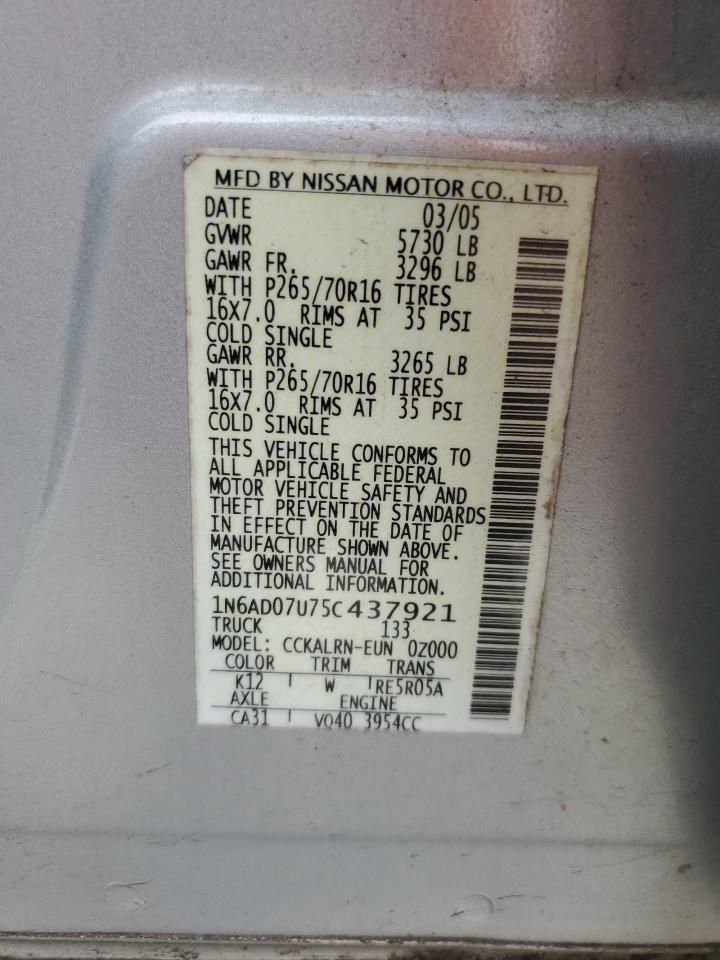 MFD BY NISSAN MOTOR CO., LTD.
DATE 03/05
GVWR 5730 LB
GAWR FR. 3296 LB
WITH P265/70R16 TIRES
16X7.0 RIMS AT 35 PSI
COLD SINGLE
GAWR RR. 3265 LB
WITH P265/70R16 TIRES
16X7.0 RIMS AT 35 PSI
COLD SINGLE
THIS VEHICLE CONFORMS TO
ALL APPLICABLE FEDERAL
MOTOR VEHICLE SAFETY AND
THEFT PREVENTION STANDARDS
IN EFFECT ON THE DATE OF
MANUFACTURE SHOWN ABOVE.
SEE OWNERS MANUAL FOR
ADDITIONAL INFORMATION.
1N6AD07U75C437921
TRUCK 133
MODEL: CCKALRN-EUN 0Z000
COLOR TRIM TRANS
K12 W RE5R05A
AXLE ENGINE
CA31 VQ40 3954CC